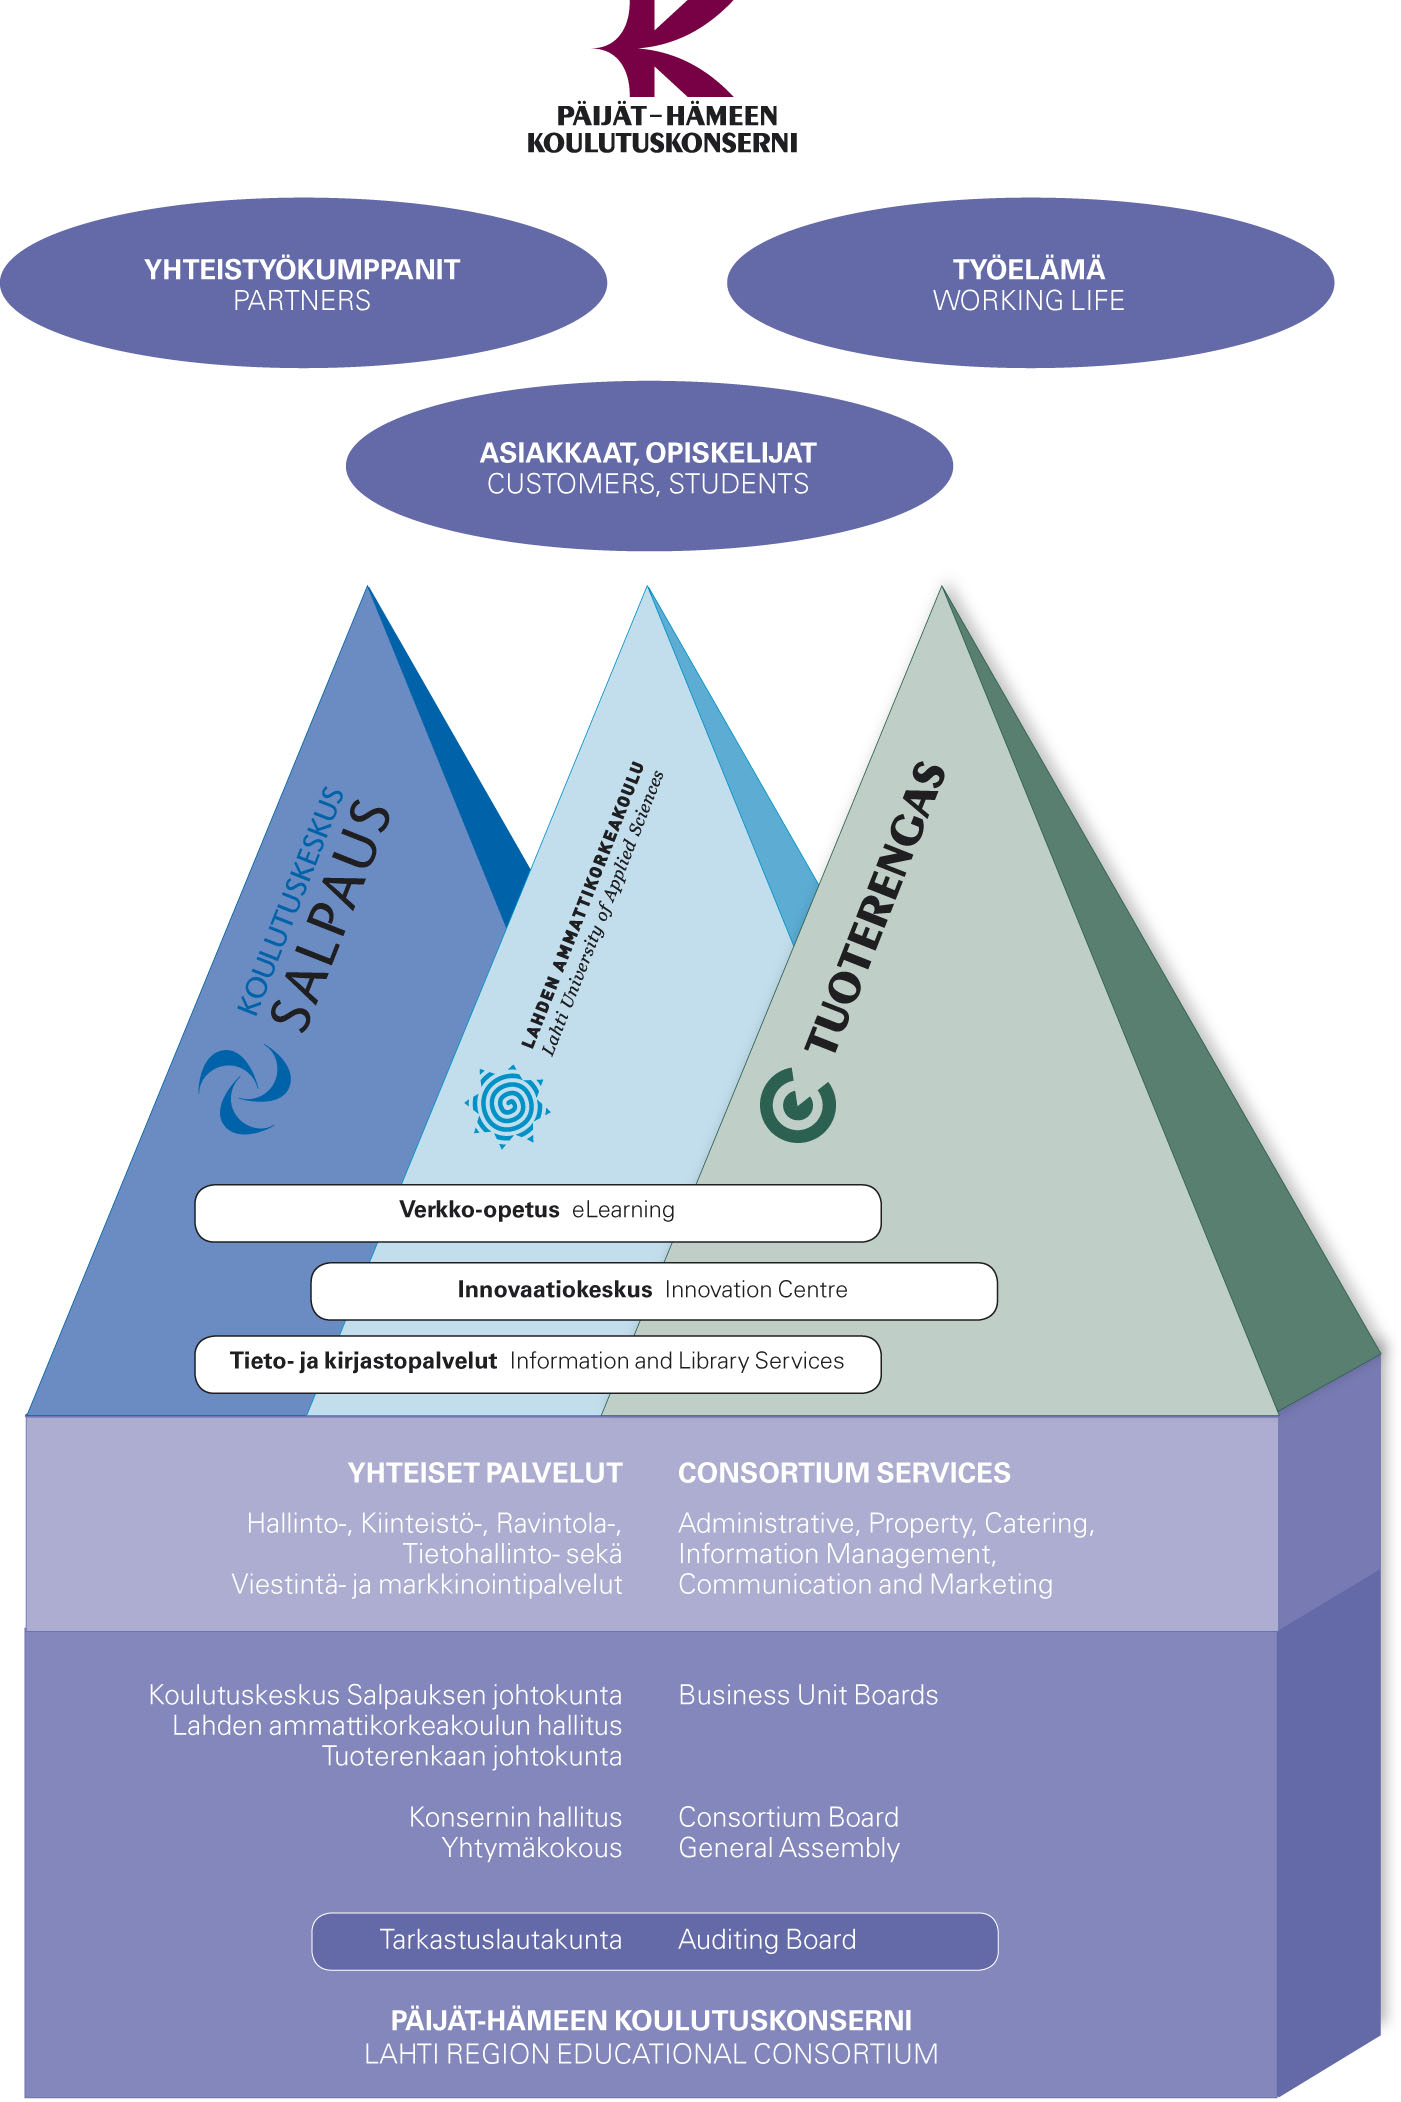 PÄIJÄT-HÄMEEN
KOULUTUSKONSERNI
YHTEISTYÖKUMPPANIT
PARTNERS
TYÖELÄMÄ
WORKING LIFE
ASIAKKAAT, OPISKELIJAT
CUSTOMERS, STUDENTS
KOULUTUSKESKUS
SALPAUS
LAHDEN AMMATTIKORKEAKOULU
Lahti University of Applied Sciences
TUOTERENGAS
Verkko-opetus eLearning
Innovaatiokeskus Innovation Centre
Tieto- ja kirjastopalvelut Information and Library Services
YHTEISET PALVELUT
Hallinto-, Kiinteistö-, Ravintola-,
Tietohallinto- sekä
Viestintä- ja markkinointipalvelut
CONSORTIUM SERVICES
Administrative, Property, Catering,
Information Management,
Communication and Marketing
Koulutuskeskus Salpauksen johtokunta
Lahden ammattikorkeakoulun hallitus
Tuoterenkaan johtokunta
Business Unit Boards
Konsernin hallitus
Yhtymäkokous
Consortium Board
General Assembly
Tarkastuslautakunta Auditing Board
PÄIJÄT-HÄMEEN KOULUTUSKONSERNI
LAHTI REGION EDUCATIONAL CONSORTIUM